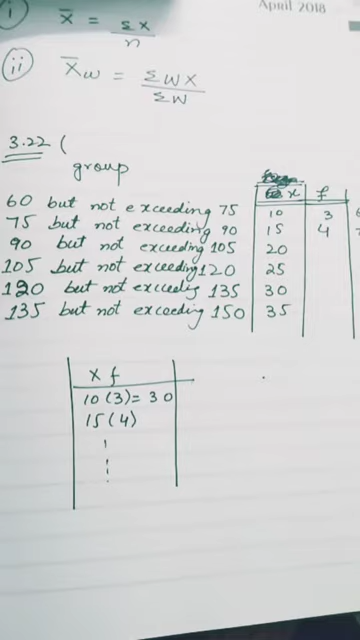 April 2018
i x̄ = Σx / n
ii X̄w = ΣWX / ΣW
3.22 (
group
x f
60 but not exceeding 75 10 3
75 but not exceeding 90 15 4
90 but not exceeding 105 20
105 but not exceeding 120 25
120 but not exceedig 135 30
135 but not exceeding 150 35
x f
10 (3) = 30
15 (4)